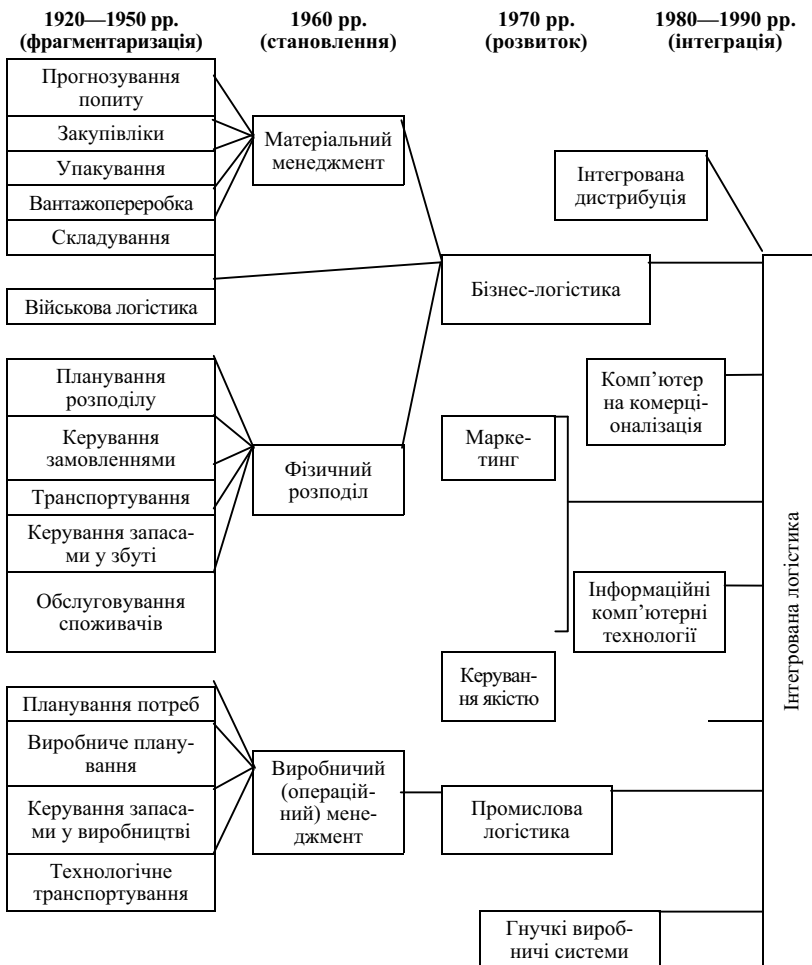 1920—1950 рр.
(фрагментаризація)
1960 рр.
(становлення)
1970 рр.
(розвиток)
1980—1990 рр.
(інтеграція)
Прогнозування
попиту
Закупівліки
Упакування
Вантажопереробка
Складування
Військова логістика
Матеріальний
менеджмент
Інтегрована
дистрибуція
Бізнес-логістика
Планування
розподілу
Керування
замовленнями
Транспортування
Керування запаса-
ми у збуті
Обслуговування
споживачів
Фізичний
розподіл
Марке-
тинг
Комп’ютер
на комерці-
оналізація
Інформаційні
комп’ютерні
технології
Керуван-
ня якістю
Планування потреб
Виробниче плану-
вання
Керування запаса-
ми у виробництві
Технологічне
транспортування
Виробничий
(операцій-
ний) мене-
джмент
Промислова
логістика
Гнучкі вироб-
ничі системи
Інтегрована логістика